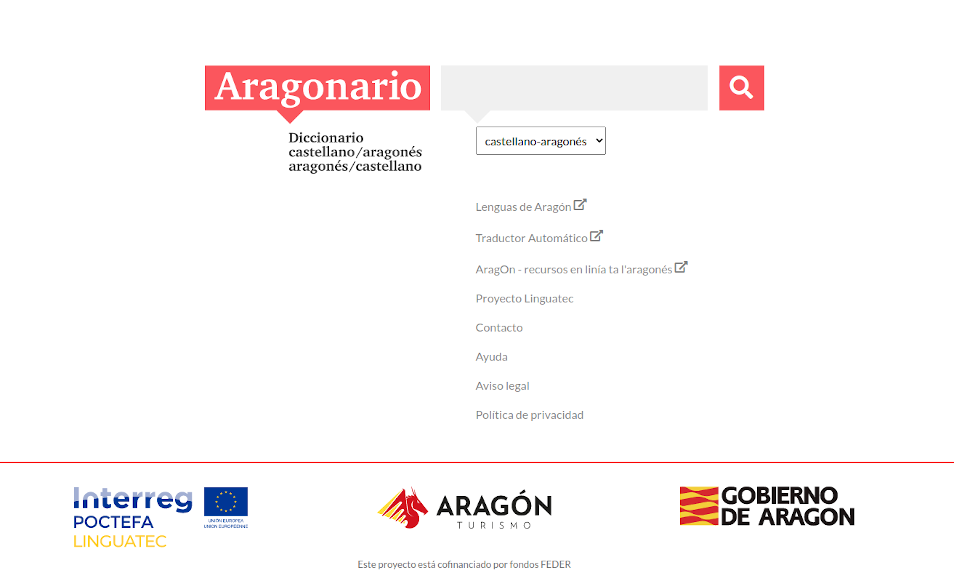 Aragonario
Diccionario
castellano/aragonés
aragonés/castellano
castellano-aragonés
Lenguas de Aragón
Traductor Automático
AragOn - recursos en linía ta l'aragonés
Proyecto Linguatec
Contacto
Ayuda
Aviso legal
Política de privacidad
Interreg
POCTEFA
LINGUATEC
UNIÓN EUROPEA
UNION EUROPÉENNE
ARAGÓN
TURISMO
GOBIERNO
DE ARAGON
Este proyecto está cofinanciado por fondos FEDER